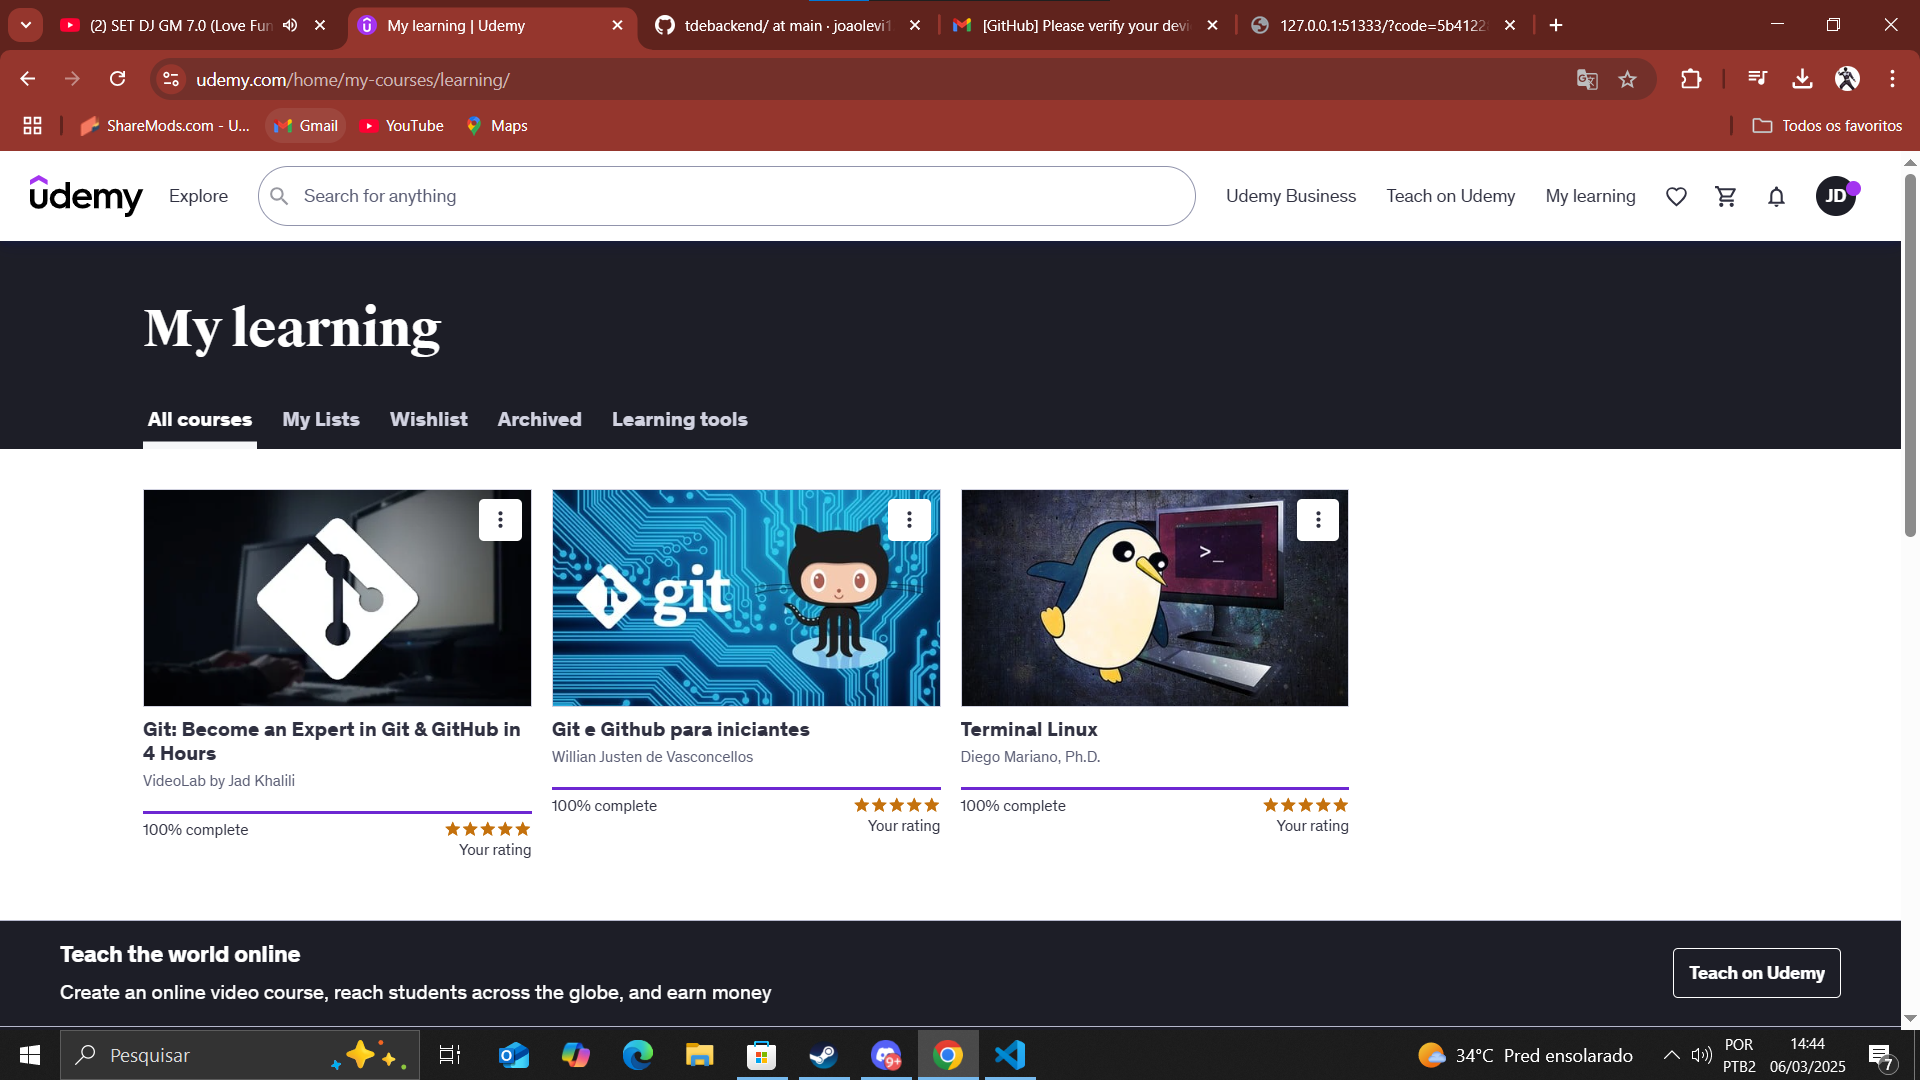 (2) SET DJ GM 7.0 (Love Fun
My learning | Udemy
tdebackend/ at main · joaolevi1
[GitHub] Please verify your devi
127.0.0.1:51333/?code=5b4122
udemy.com/home/my-courses/learning/
ShareMods.com - U...
Gmail
YouTube
Maps
Todos os favoritos
udemy
Explore
Search for anything
Udemy Business
Teach on Udemy
My learning
JD
My learning
All courses
My Lists
Wishlist
Archived
Learning tools
git
>_
Git: Become an Expert in Git & GitHub in
4 Hours
VideoLab by Jad Khalili
100% complete
Your rating
Git e Github para iniciantes
Willian Justen de Vasconcellos
100% complete
Your rating
Terminal Linux
Diego Mariano, Ph.D.
100% complete
Your rating
Teach the world online
Create an online video course, reach students across the globe, and earn money
Teach on Udemy
Pesquisar
9+
34°C Pred ensolarado
POR
PTB2
14:44
06/03/2025
7